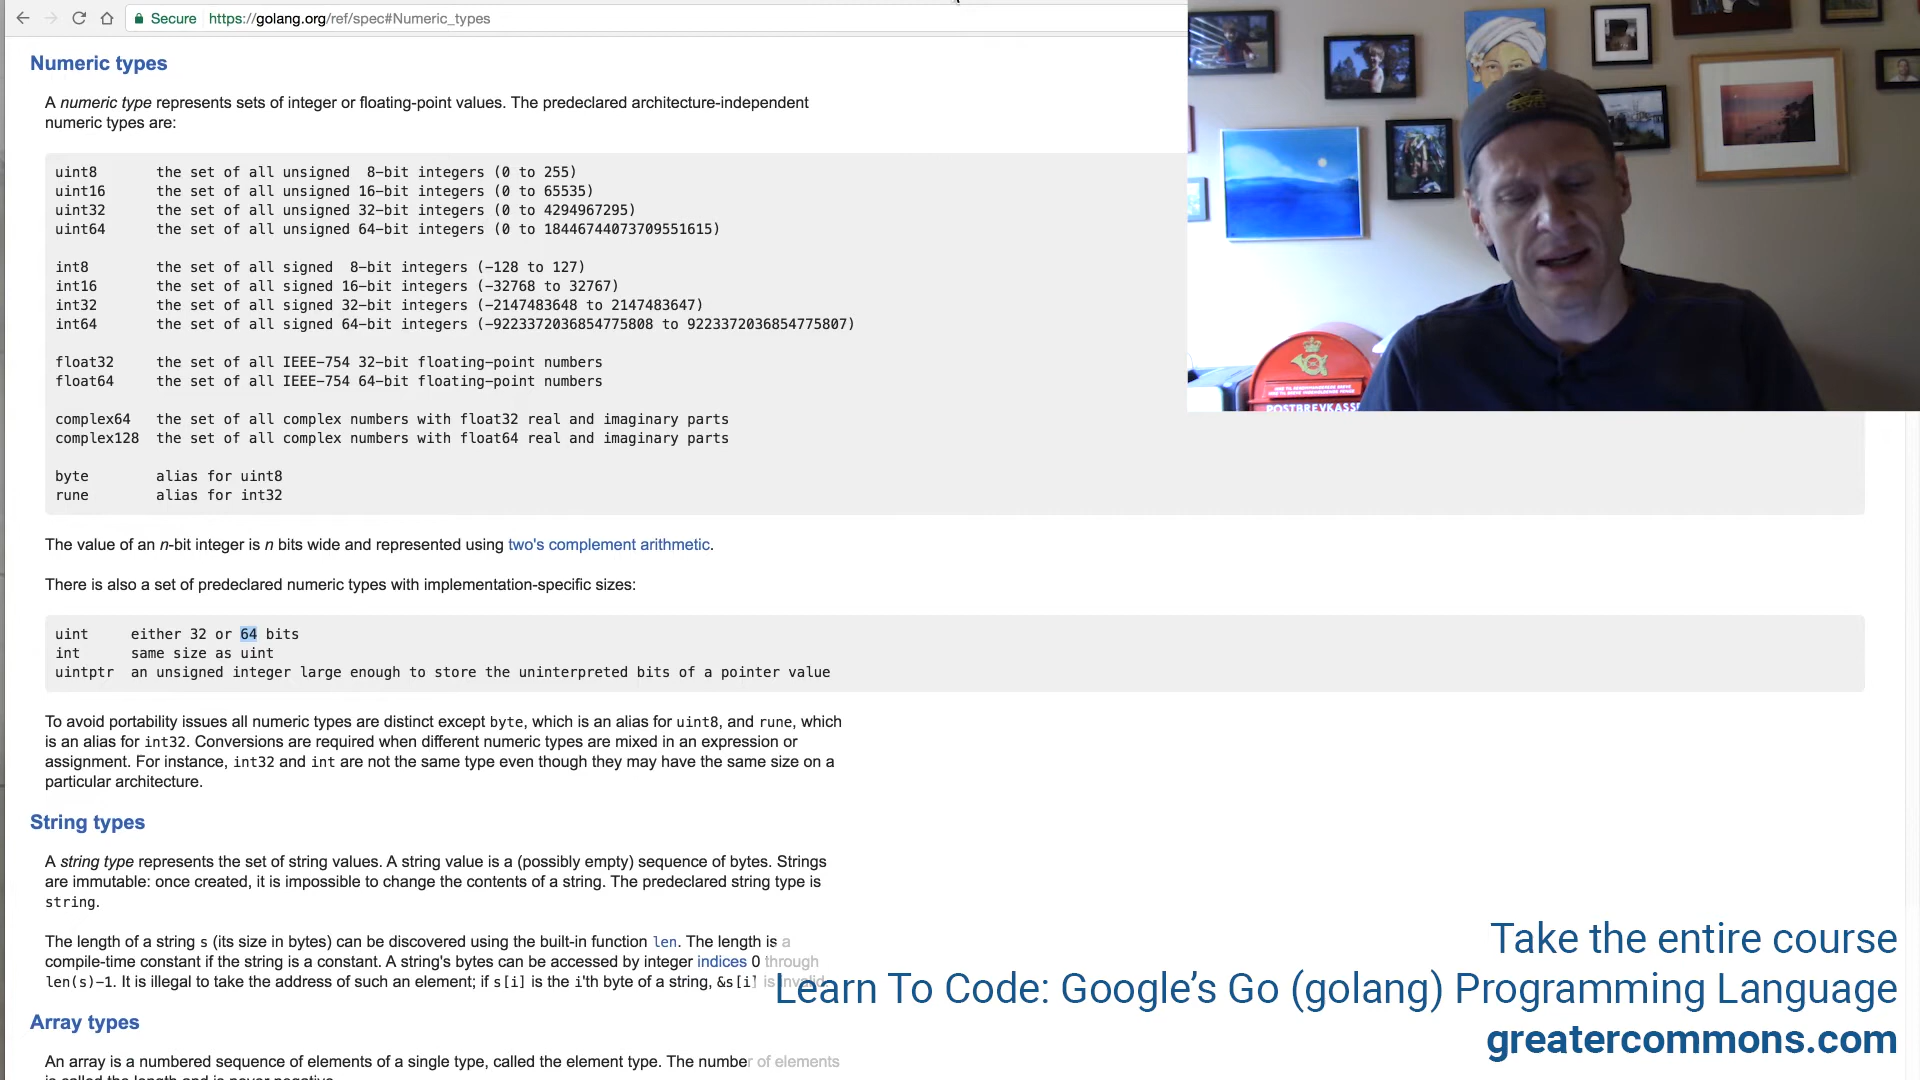 Secure https://golang.org/ref/spec#Numeric_types
Numeric types
A numeric type represents sets of integer or floating-point values. The predeclared architecture-independent
numeric types are:
uint8 the set of all unsigned 8-bit integers (0 to 255)
uint16 the set of all unsigned 16-bit integers (0 to 65535)
uint32 the set of all unsigned 32-bit integers (0 to 4294967295)
uint64 the set of all unsigned 64-bit integers (0 to 18446744073709551615)
int8 the set of all signed 8-bit integers (-128 to 127)
int16 the set of all signed 16-bit integers (-32768 to 32767)
int32 the set of all signed 32-bit integers (-2147483648 to 2147483647)
int64 the set of all signed 64-bit integers (-9223372036854775808 to 9223372036854775807)
float32 the set of all IEEE-754 32-bit floating-point numbers
float64 the set of all IEEE-754 64-bit floating-point numbers
complex64 the set of all complex numbers with float32 real and imaginary parts
complex128 the set of all complex numbers with float64 real and imaginary parts
byte alias for uint8
rune alias for int32
The value of an n-bit integer is n bits wide and represented using two's complement arithmetic.
There is also a set of predeclared numeric types with implementation-specific sizes:
uint either 32 or 64 bits
int same size as uint
uintptr an unsigned integer large enough to store the uninterpreted bits of a pointer value
To avoid portability issues all numeric types are distinct except byte, which is an alias for uint8, and rune, which
is an alias for int32. Conversions are required when different numeric types are mixed in an expression or
assignment. For instance, int32 and int are not the same type even though they may have the same size on a
particular architecture.
String types
A string type represents the set of string values. A string value is a (possibly empty) sequence of bytes. Strings
are immutable: once created, it is impossible to change the contents of a string. The predeclared string type is
string.
The length of a string s (its size in bytes) can be discovered using the built-in function len. The length is a
compile-time constant if the string is a constant. A string's bytes can be accessed by integer indices 0 through
len(s)-1. It is illegal to take the address of such an element; if s[i] is the i'th byte of a string, &s[i] is invalid.
Array types
An array is a numbered sequence of elements of a single type, called the element type. The number of elements
is called the length and is never negative.
POSTBREVKASSE
Take the entire course
Learn To Code: Google's Go (golang) Programming Language
greatercommons.com